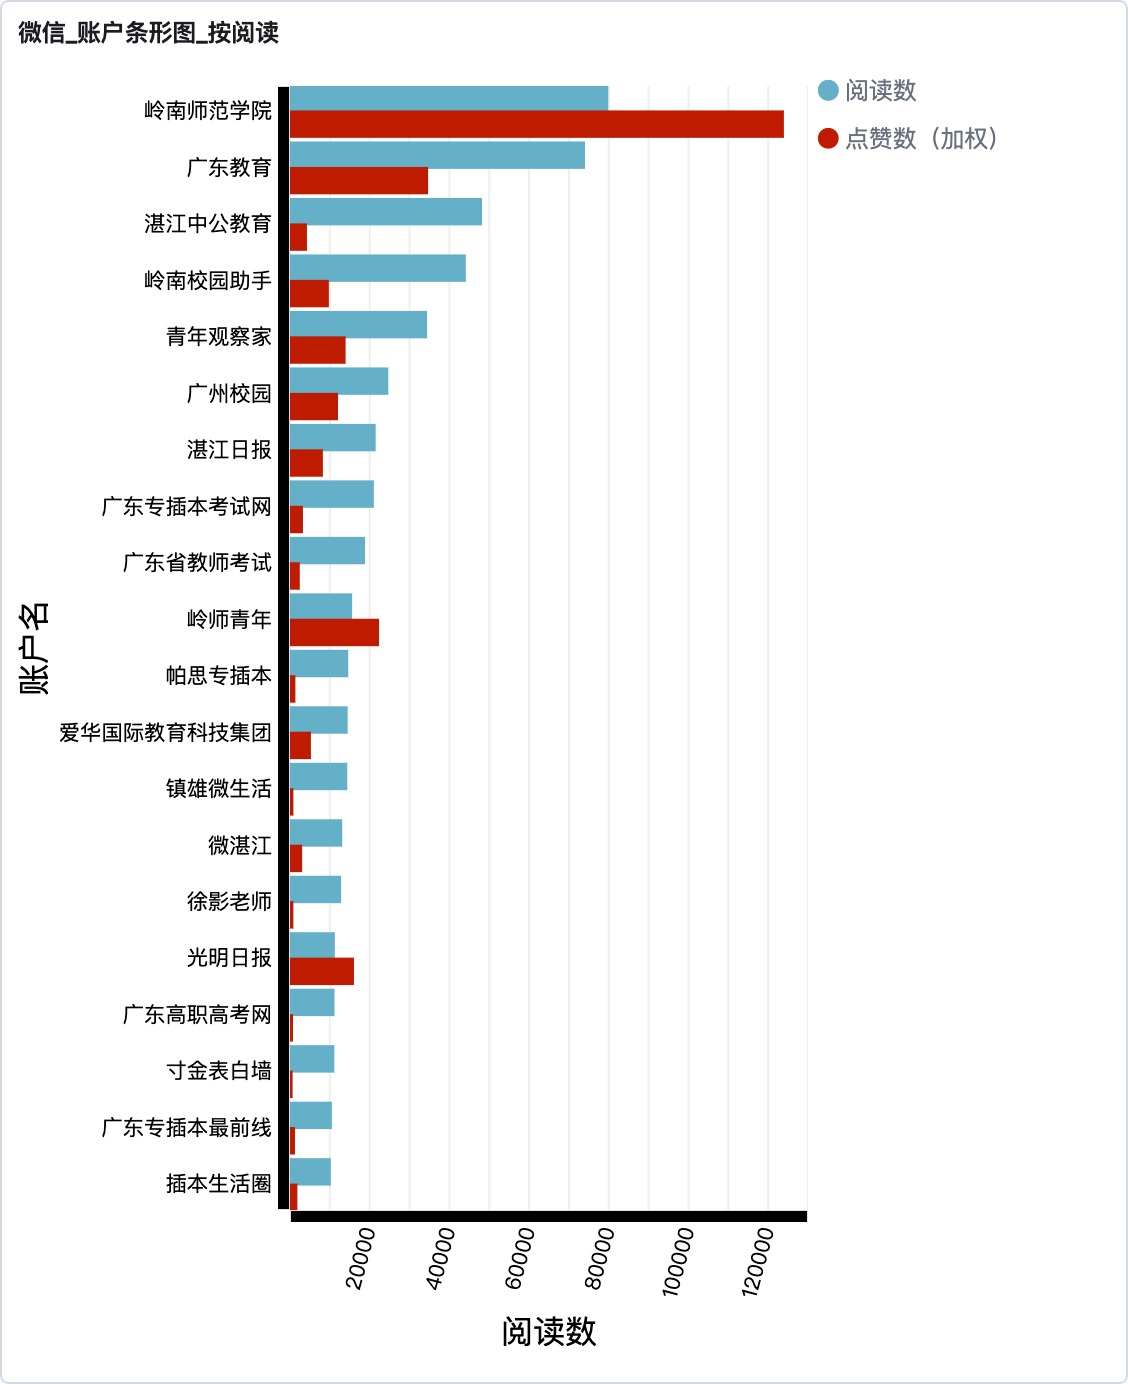 微信_账户条形图_按阅读
阅读数
点赞数（加权）
岭南师范学院
广东教育
湛江中公教育
岭南校园助手
青年观察家
广州校园
湛江日报
广东专插本考试网
广东省教师考试
岭师青年
帕思专插本
爱华国际教育科技集团
镇雄微生活
微湛江
徐影老师
光明日报
广东高职高考网
寸金表白墙
广东专插本最前线
插本生活圈
账户名
20000
40000
60000
80000
100000
120000
阅读数